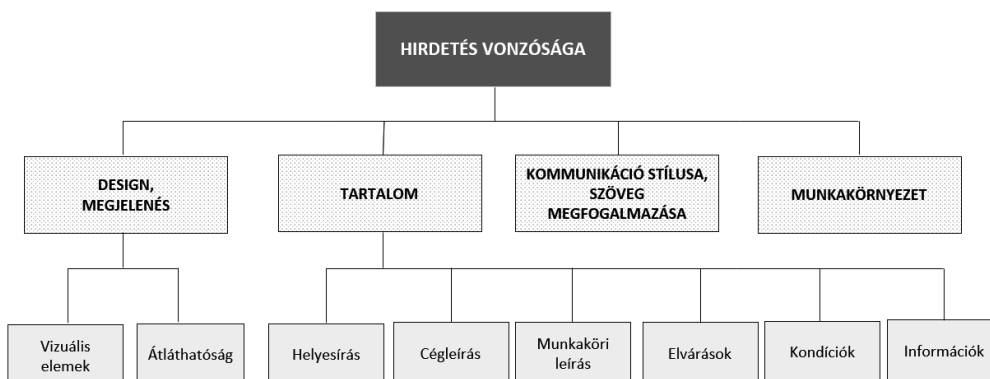 HIRDETÉS VONZÓSÁGA
DESIGN,
MEGJELENÉS
TARTALOM
KOMMUNIKÁCIÓ STÍLUSA,
SZÖVEG
MEGFOGALMAZÁSA
MUNKAKÖRNYEZET
Vizuális
elemek
Átláthatóság
Helyesírás
Cégleírás
Munkaköri
leírás
Elvárások
Kondíciók
Információk